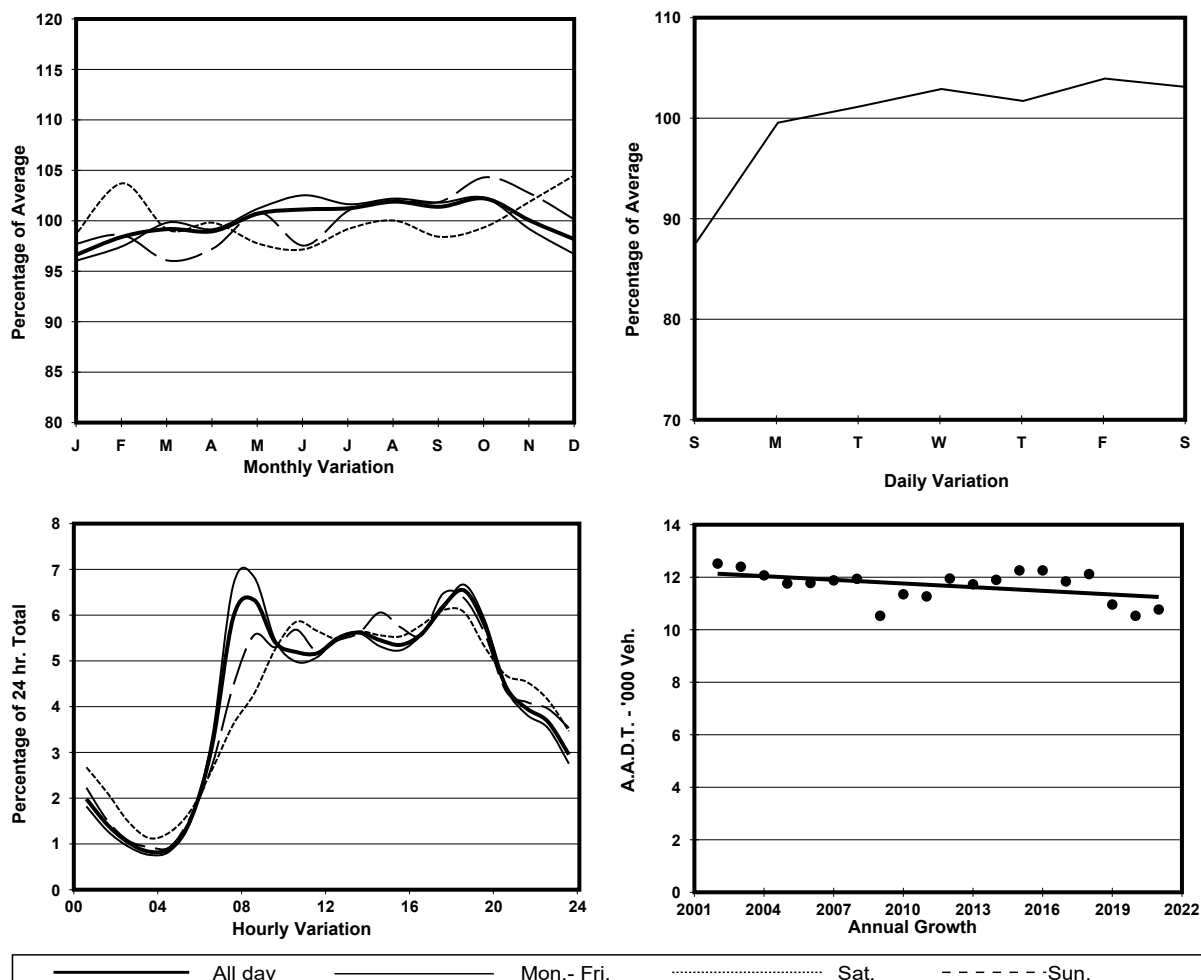 120
115
110
105
100
95
90
85
80
Percentage of Average
J F M A M J J A S O N D
Monthly Variation
110
100
90
80
70
Percentage of Average
S M T W T F S
Daily Variation
8
7
6
5
4
3
2
1
0
Percentage of 24 hr. Total
00 04 08 12 16 20 24
Hourly Variation
14
12
10
8
6
4
2
0
A.A.D.T. - '000 Veh.
2001 2004 2007 2010 2013 2016 2019 2022
Annual Growth
All day Mon.- Fri. Sat. Sun.